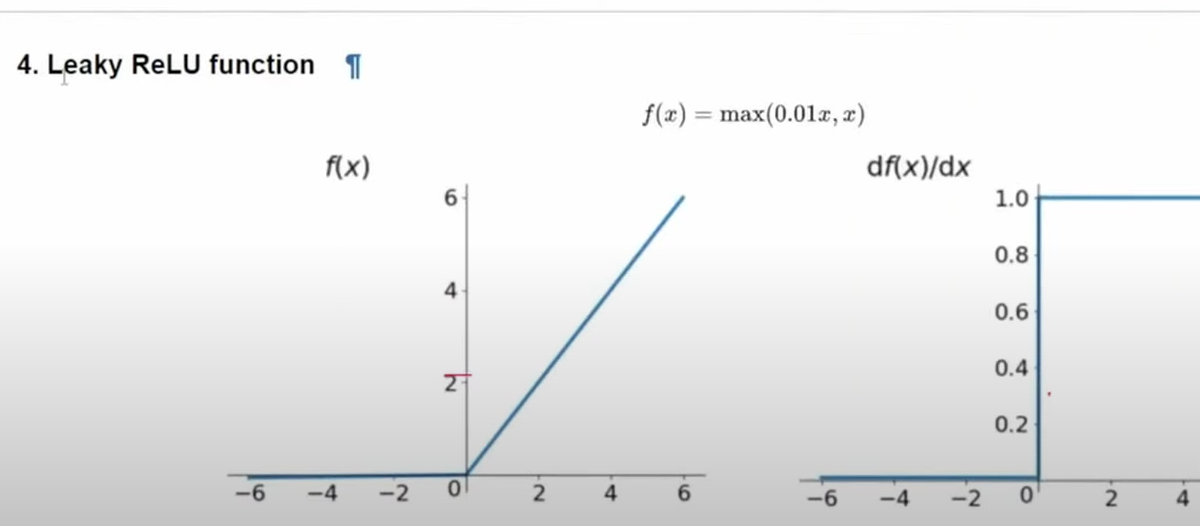 4. Leaky ReLU function ¶
f(x) = max(0.01x, x)
f(x)
df(x)/dx
6
4
2
−6 −4 −2 0 2 4 6
1.0
0.8
0.6
0.4
0.2
−6 −4 −2 0 2 4